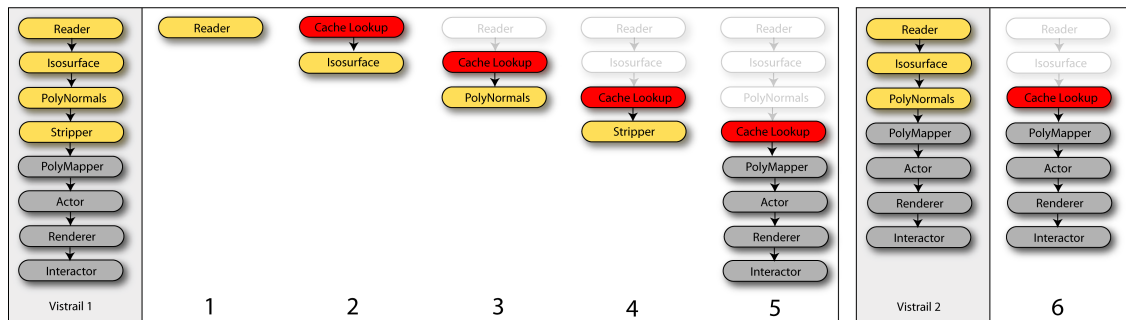 Reader
Isosurface
PolyNormals
Stripper
PolyMapper
Actor
Renderer
Interactor
Vistrail 1
Reader
1
Cache Lookup
Isosurface
2
Reader
Cache Lookup
PolyNormals
3
Reader
Isosurface
Cache Lookup
Stripper
4
Reader
Isosurface
PolyNormals
Cache Lookup
PolyMapper
Actor
Renderer
Interactor
5
Reader
Isosurface
PolyNormals
PolyMapper
Actor
Renderer
Interactor
Vistrail 2
Reader
Isosurface
Cache Lookup
PolyMapper
Actor
Renderer
Interactor
6